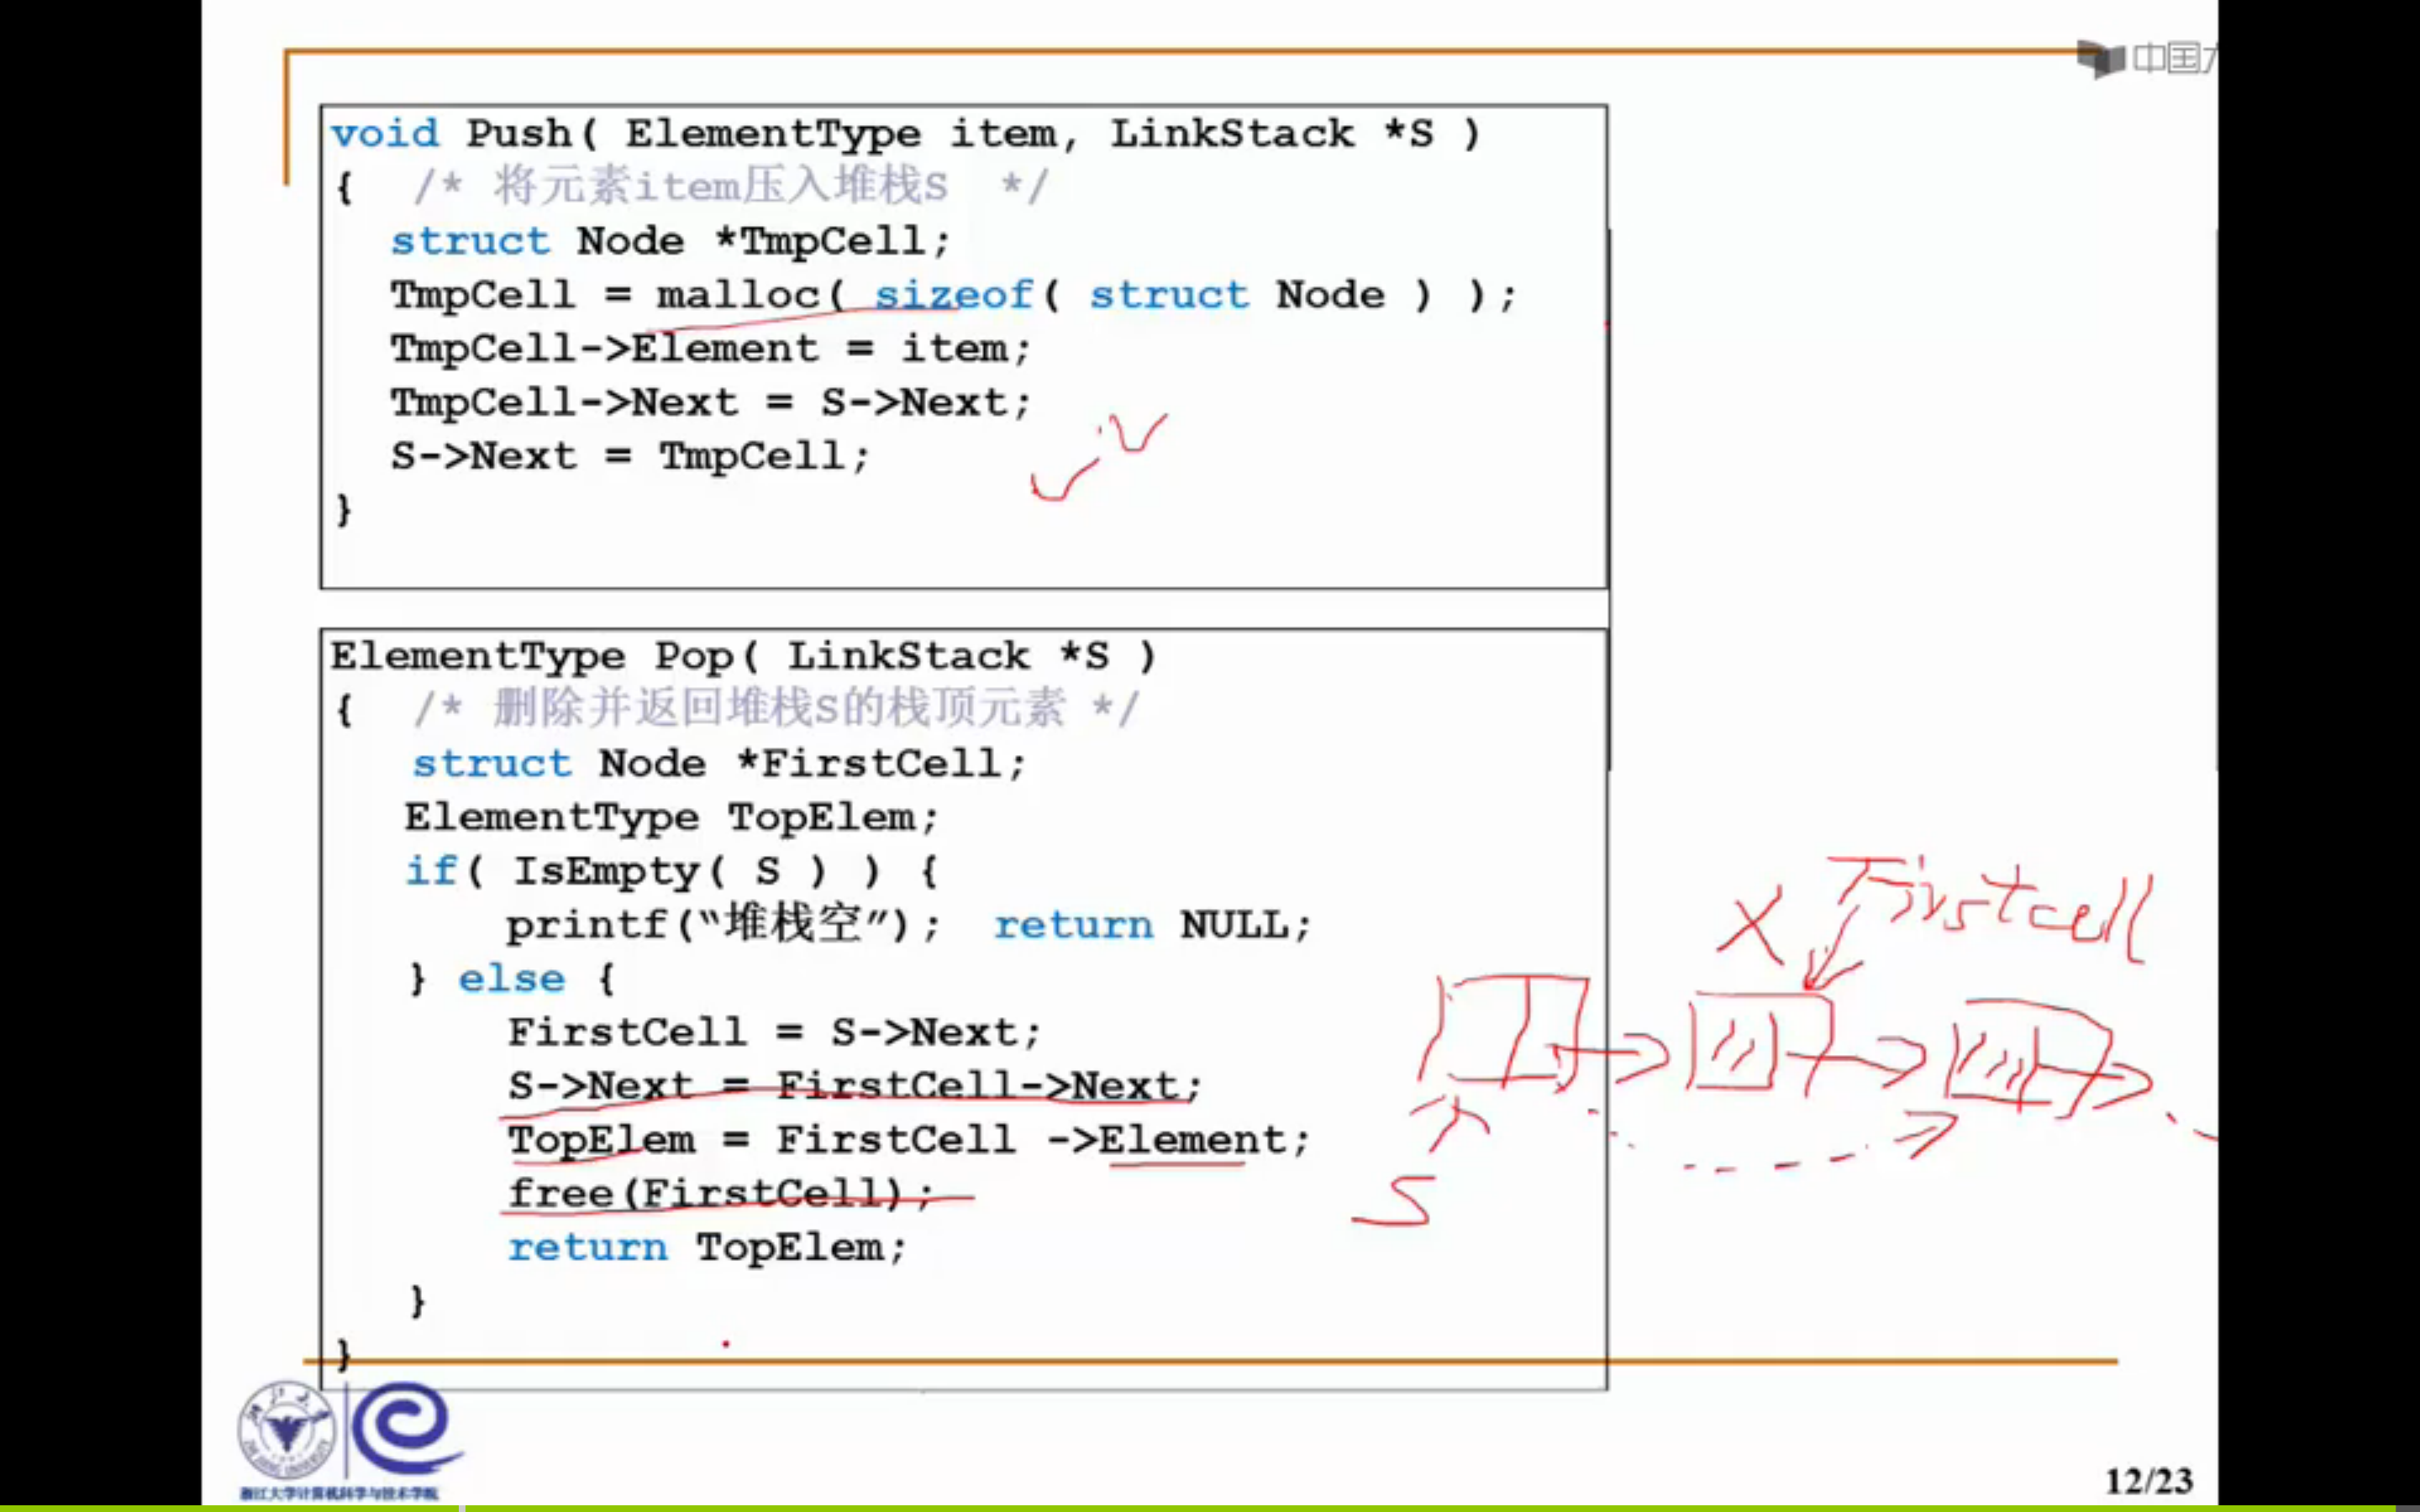 中国
void Push( ElementType item, LinkStack *S )
{ /* 将元素item压入堆栈S */
struct Node *TmpCell;
TmpCell = malloc( sizeof( struct Node ) );
TmpCell->Element = item;
TmpCell->Next = S->Next;
S->Next = TmpCell;
}
ElementType Pop( LinkStack *S )
{ /* 删除并返回堆栈S的栈顶元素 */
struct Node *FirstCell;
ElementType TopElem;
if( IsEmpty( S ) ) {
printf(“堆栈空”); return NULL;
} else {
FirstCell = S->Next;
S->Next = FirstCell->Next;
TopElem = FirstCell ->Element;
free(FirstCell);
return TopElem;
}
}
X Firstcell
S
浙江大学计算机科学与技术学院
12/23